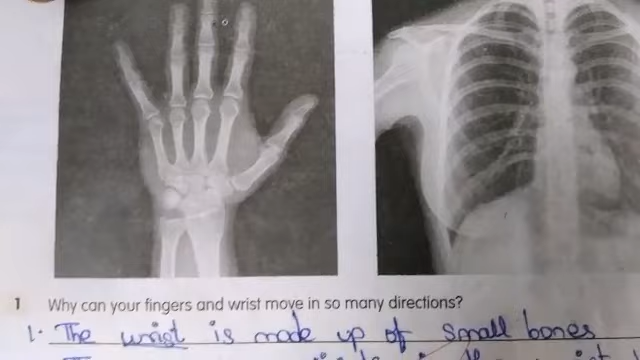 1 Why can your fingers and wrist move in so many directions?
1. The wrist is made up of small bones